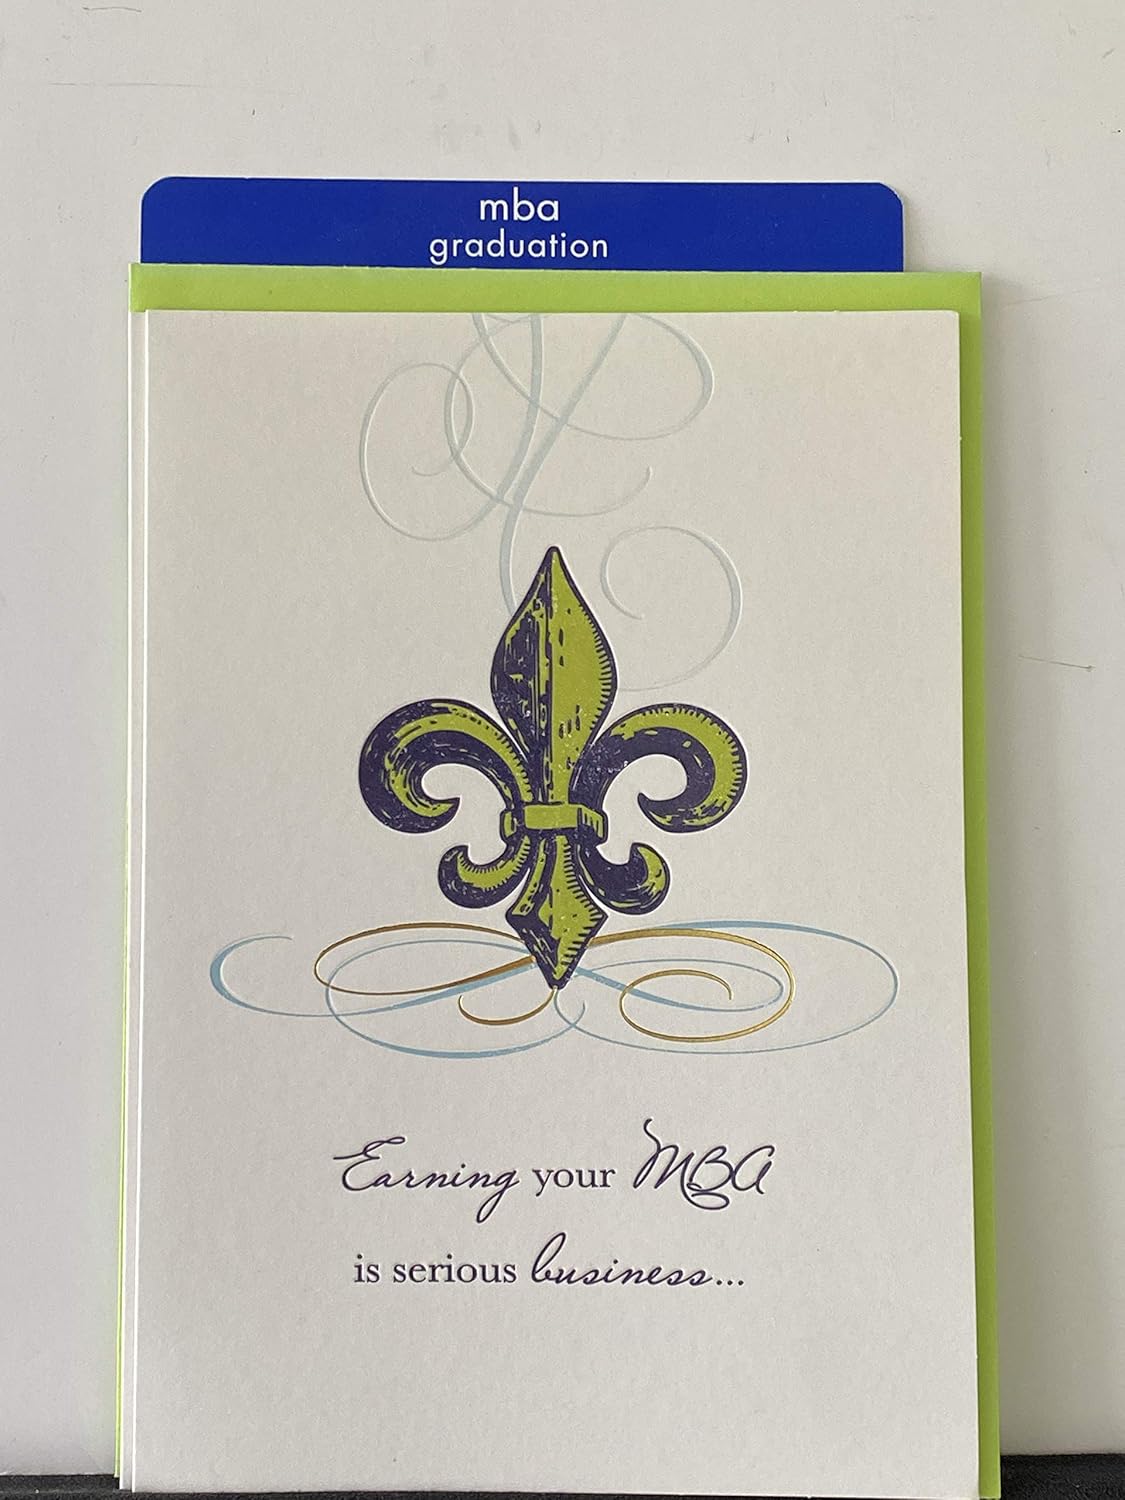 mba
graduation
Earning your MBA
is serious business...